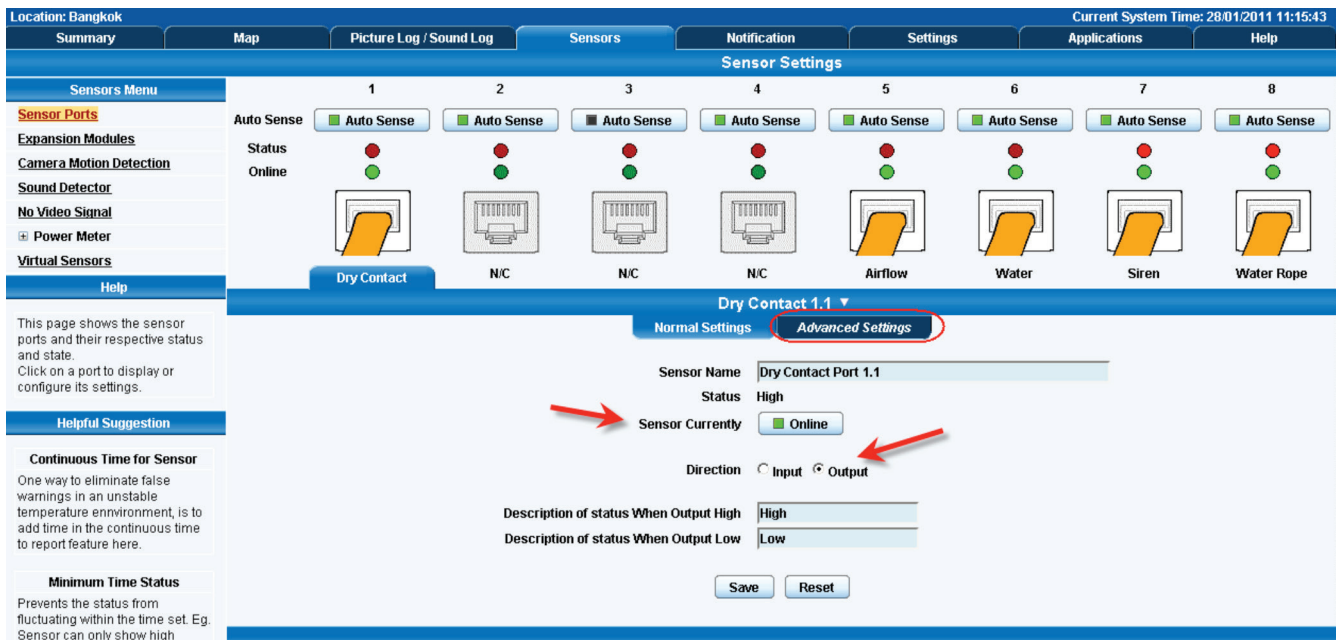 Location: Bangkok
Current System Time: 28/01/2011 11:15:43
Summary Map Picture Log / Sound Log Sensors Notification Settings Applications Help
Sensor Settings
Sensors Menu
Sensor Ports
Expansion Modules
Camera Motion Detection
Sound Detector
No Video Signal
Power Meter
Virtual Sensors
Help
This page shows the sensor
ports and their respective status
and state.
Click on a port to display or
configure its settings.
Helpful Suggestion
Continuous Time for Sensor
One way to eliminate false
warnings in an unstable
temperature ennvironment, is to
add time in the continuous time
to report feature here.
Minimum Time Status
Prevents the status from
fluctuating within the time set. Eg.
Sensor can only show high
1 2 3 4 5 6 7 8
Auto Sense Auto Sense Auto Sense Auto Sense Auto Sense Auto Sense Auto Sense Auto Sense Auto Sense
Status
Online
Dry Contact N/C N/C N/C Airflow Water Siren Water Rope
Dry Contact 1.1
Normal Settings Advanced Settings
Sensor Name Dry Contact Port 1.1
Status High
Sensor Currently Online
Direction Input Output
Description of status When Output High High
Description of status When Output Low Low
Save Reset